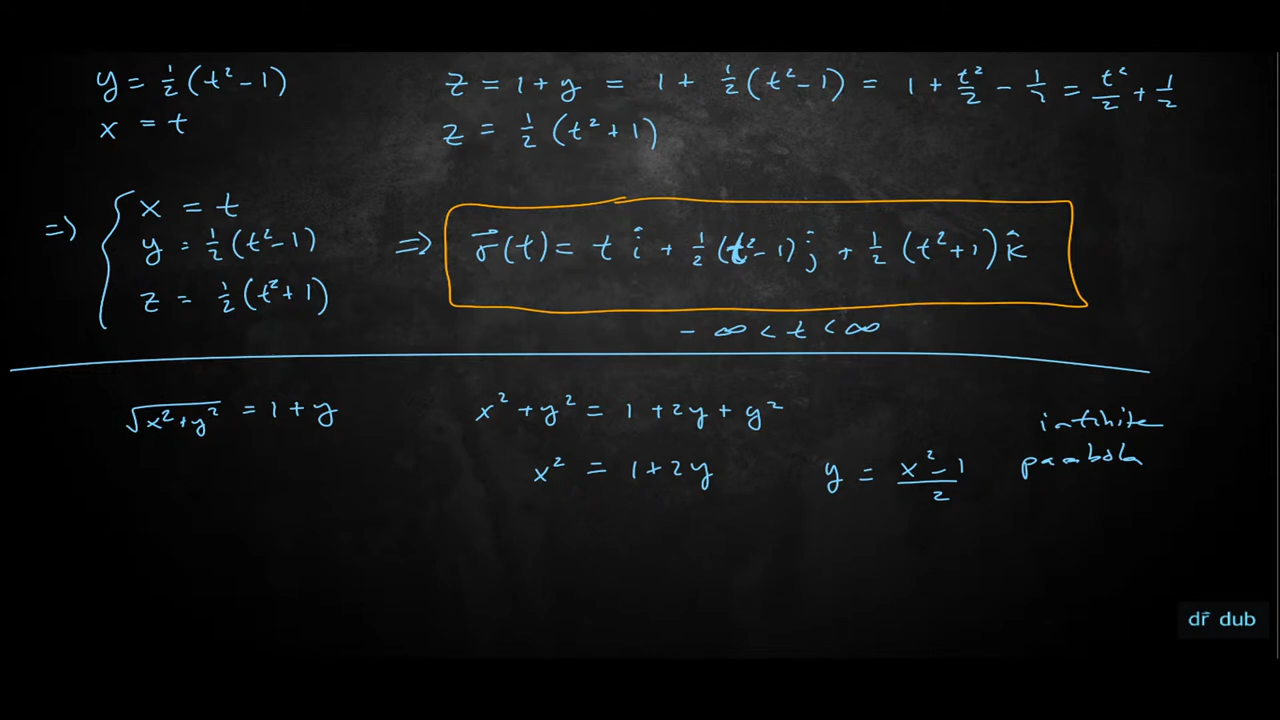 y = ½(t² − 1)    z = 1 + y = 1 + ½(t² − 1) = 1 + t²/2 − 1/2 = t²/2 + 1/2
x = t    z = ½(t² + 1)
⇒ { x = t
y = ½(t² − 1)    ⇒ r⃗(t) = t î + ½(t² − 1) ĵ + ½(t² + 1) k̂
z = ½(t² + 1)
− ∞ < t < ∞
√(x² + y²) = 1 + y    x² + y² = 1 + 2y + y²    infinite
x² = 1 + 2y    y = (x² − 1)/2    parabola
dr̄ dub